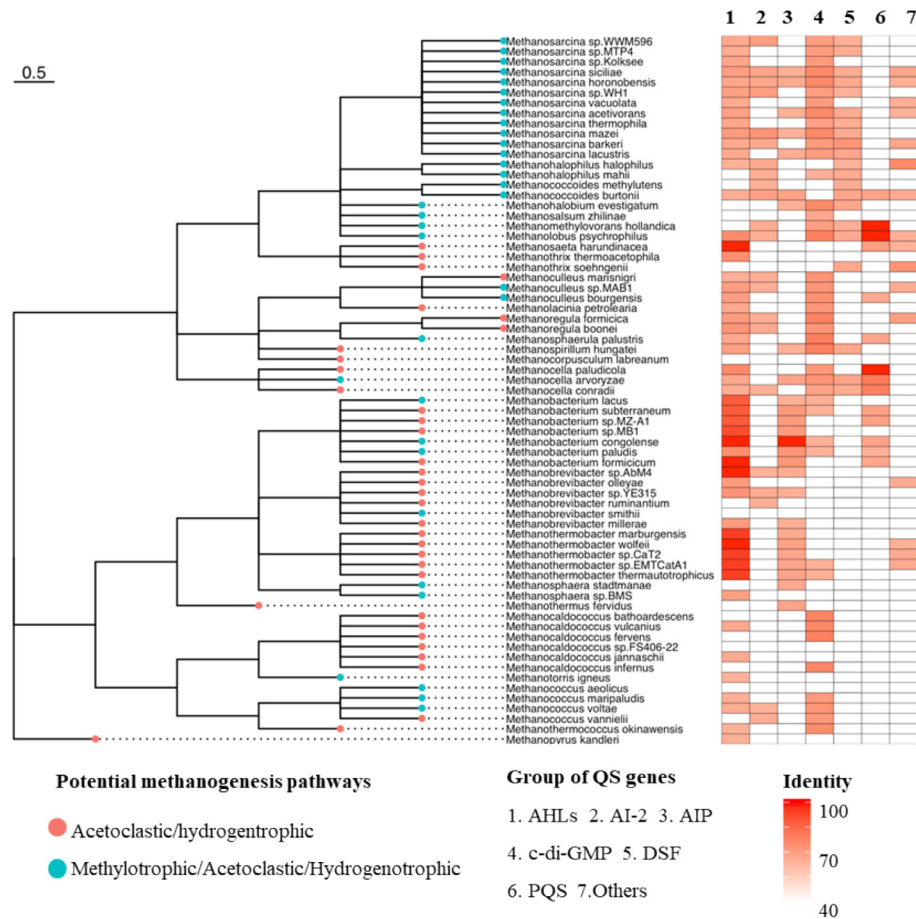 1 2 3 4 5 6 7
0.5
Methanosarcina sp.WWM596
Methanosarcina sp.MTP4
Methanosarcina sp.Kolksee
Methanosarcina siciliae
Methanosarcina horonobensis
Methanosarcina sp.WH1
Methanosarcina vacuolata
Methanosarcina acetivorans
Methanosarcina thermophila
Methanosarcina mazei
Methanosarcina barkeri
Methanosarcina lacustris
Methanohalophilus halophilus
Methanohalophilus mahii
Methanococcoides methylutens
Methanococcoides burtonii
Methanohalobium evestigatum
Methanosalsum zhilinae
Methanomethylovorans hollandica
Methanolobus psychrophilus
Methanosaeta harundinacea
Methanothrix thermoacetophila
Methanothrix soehngenii
Methanoculleus marisnigri
Methanoculleus sp.MAB1
Methanoculleus bourgensis
Methanolacinia petrolearia
Methanoregula formicica
Methanoregula boonei
Methanosphaerula palustris
Methanospirillum hungatei
Methanocorpusculum labreanum
Methanocella paludicola
Methanocella arvoryzae
Methanocella conradii
Methanobacterium lacus
Methanobacterium subterraneum
Methanobacterium sp.MZ-A1
Methanobacterium sp.MB1
Methanobacterium congolense
Methanobacterium paludis
Methanobacterium formicicum
Methanobrevibacter sp.AbM4
Methanobrevibacter olleyae
Methanobrevibacter sp.YE315
Methanobrevibacter ruminantium
Methanobrevibacter smithii
Methanobrevibacter millerae
Methanothermobacter marburgensis
Methanothermobacter wolfeii
Methanothermobacter sp.CaT2
Methanothermobacter sp.EMTCatA1
Methanothermobacter thermautotrophicus
Methanosphaera stadtmanae
Methanosphaera sp.BMS
Methanothermus fervidus
Methanocaldococcus bathoardescens
Methanocaldococcus vulcanius
Methanocaldococcus fervens
Methanocaldococcus sp.FS406-22
Methanocaldococcus jannaschii
Methanocaldococcus infernus
Methanotorris igneus
Methanococcus aeolicus
Methanococcus maripaludis
Methanococcus voltae
Methanococcus vannielii
Methanothermococcus okinawensis
Methanopyrus kandleri
Potential methanogenesis pathways
Acetoclastic/hydrogentrophic
Methylotrophic/Acetoclastic/Hydrogenotrophic
Group of QS genes
1. AHLs 2. AI-2 3. AIP
4. c-di-GMP 5. DSF
6. PQS 7.Others
Identity
100
70
40